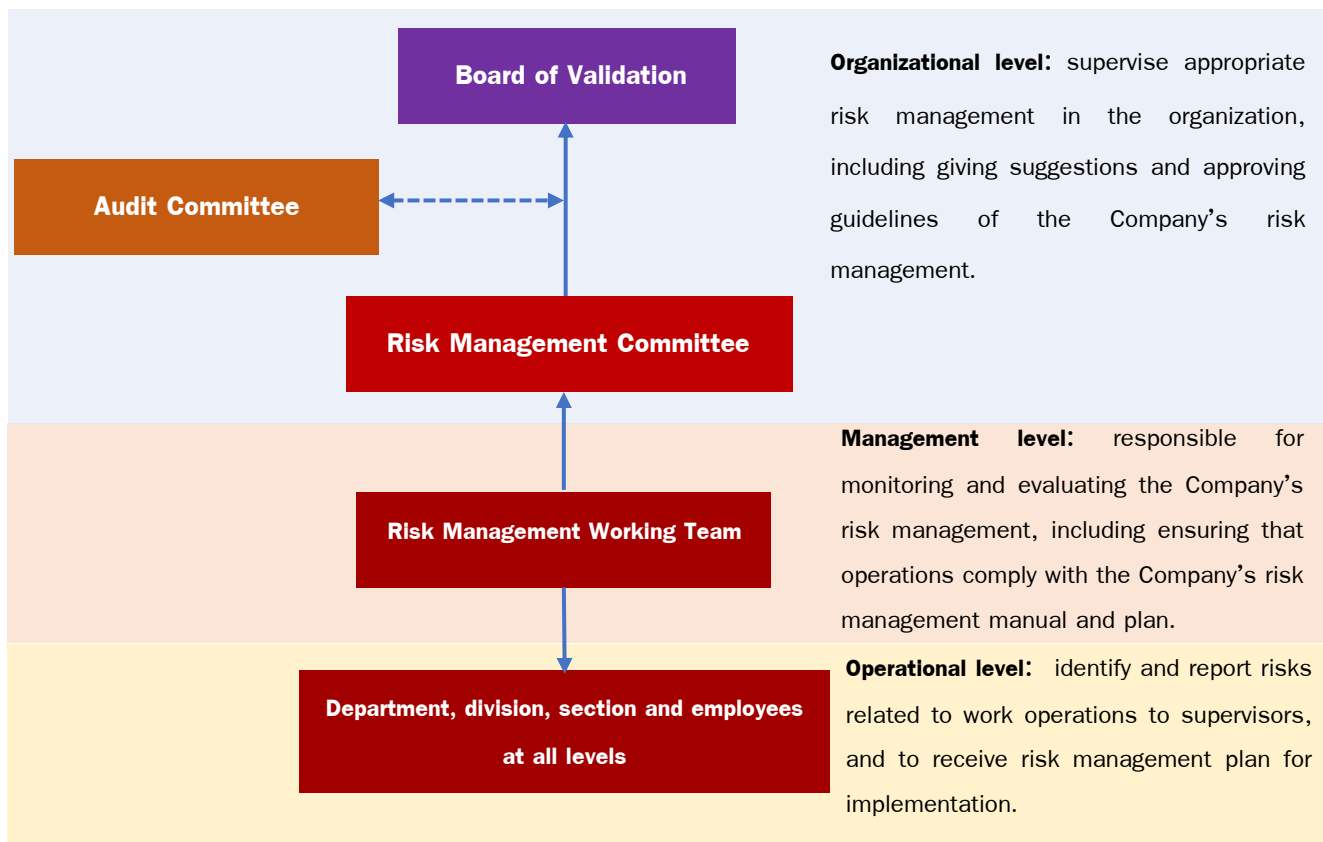 Board of Validation
Audit Committee
Risk Management Committee
Organizational level: supervise appropriate
risk management in the organization,
including giving suggestions and approving
guidelines of the Company's risk
management.
Risk Management Working Team
Management level: responsible for
monitoring and evaluating the Company's
risk management, including ensuring that
operations comply with the Company's risk
management manual and plan.
Department, division, section and employees
at all levels
Operational level: identify and report risks
related to work operations to supervisors,
and to receive risk management plan for
implementation.